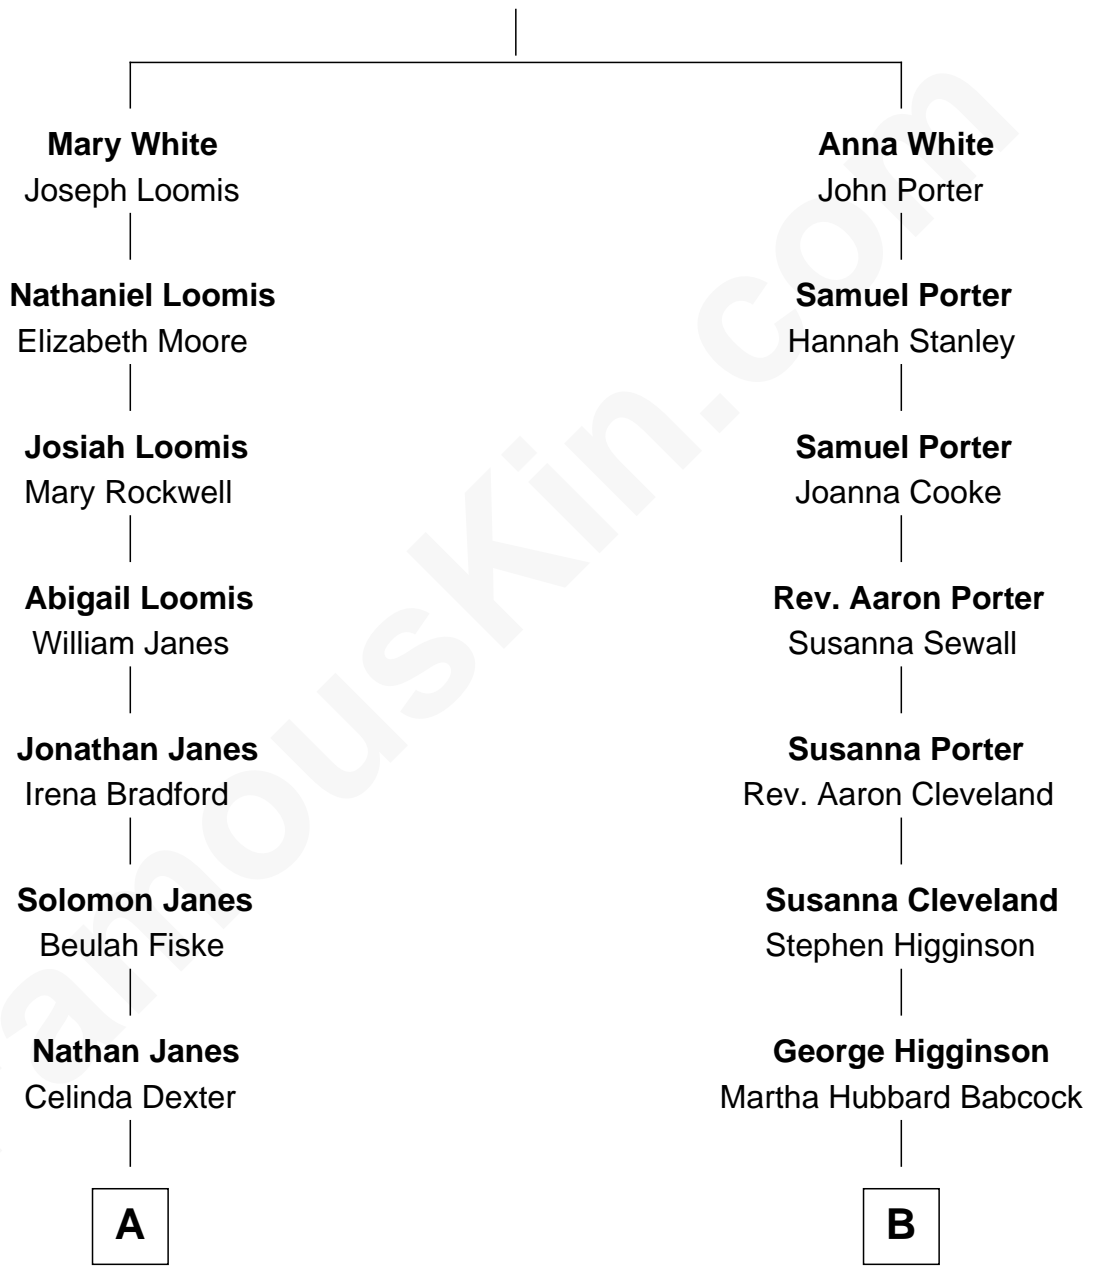 Mary White
Joseph Loomis
Nathaniel Loomis
Elizabeth Moore
Josiah Loomis
Mary Rockwell
Abigail Loomis
William Janes
Jonathan Janes
Irena Bradford
Solomon Janes
Beulah Fiske
Nathan Janes
Celinda Dexter
A
Anna White
John Porter
Samuel Porter
Hannah Stanley
Samuel Porter
Joanna Cooke
Rev. Aaron Porter
Susanna Sewall
Susanna Porter
Rev. Aaron Cleveland
Susanna Cleveland
Stephen Higginson
George Higginson
Martha Hubbard Babcock
B
FamousKin.com